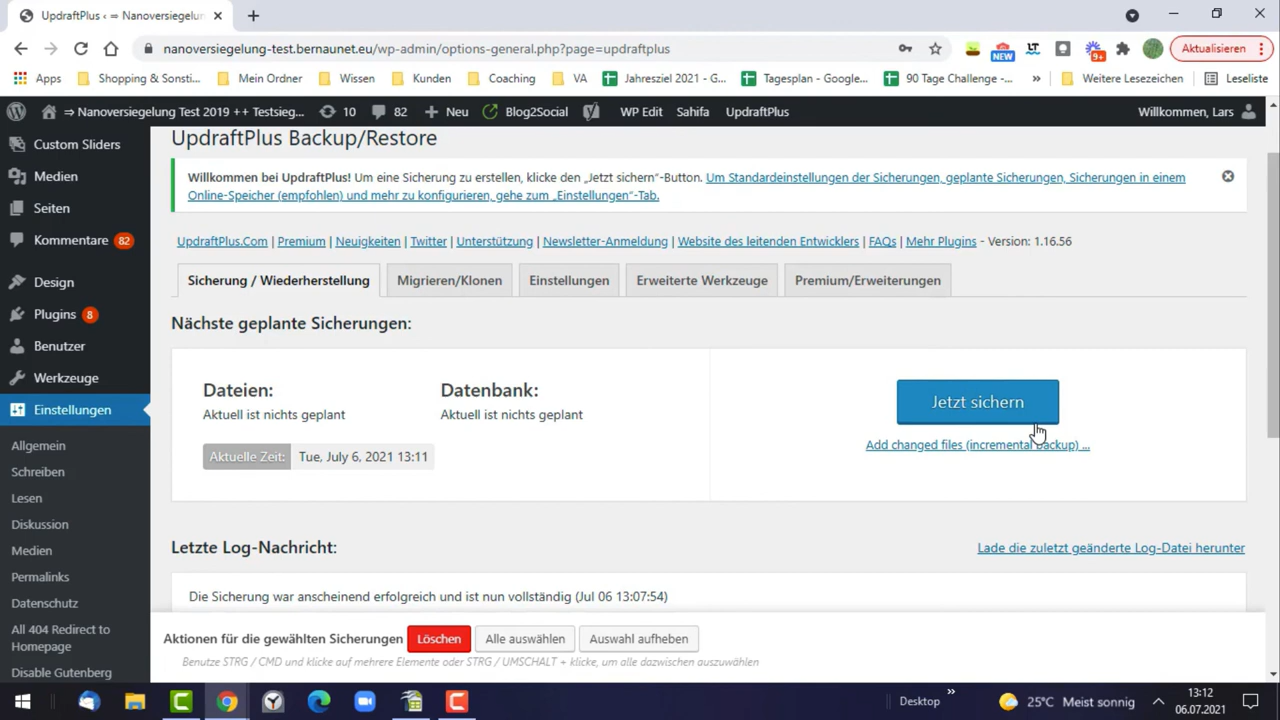 UpdraftPlus ‹ ⇒ Nanoversiegelung
nanoversiegelung-test.bernaunet.eu/wp-admin/options-general.php?page=updraftplus
NEW
LT
9+
Aktualisieren
Apps
Shopping & Sonsti...
Mein Ordner
Wissen
Kunden
Coaching
VA
Jahresziel 2021 - G...
Tagesplan - Google...
90 Tage Challenge -...
»
Weitere Lesezeichen
Leseliste
⇒ Nanoversiegelung Test 2019 ++ Testsieg...
10
82
Neu
Blog2Social
WP Edit
Sahifa
UpdraftPlus
Willkommen, Lars
Custom Sliders
Medien
Seiten
Kommentare 82
Design
Plugins 8
Benutzer
Werkzeuge
Einstellungen
Allgemein
Schreiben
Lesen
Diskussion
Medien
Permalinks
Datenschutz
All 404 Redirect to
Homepage
Disable Gutenberg
UpdraftPlus Backup/Restore
Willkommen bei UpdraftPlus! Um eine Sicherung zu erstellen, klicke den „Jetzt sichern“-Button. Um Standardeinstellungen der Sicherungen, geplante Sicherungen, Sicherungen in einem
Online-Speicher (empfohlen) und mehr zu konfigurieren, gehe zum „Einstellungen“-Tab.
UpdraftPlus.Com | Premium | Neuigkeiten | Twitter | Unterstützung | Newsletter-Anmeldung | Website des leitenden Entwicklers | FAQs | Mehr Plugins - Version: 1.16.56
Sicherung / Wiederherstellung
Migrieren/Klonen
Einstellungen
Erweiterte Werkzeuge
Premium/Erweiterungen
Nächste geplante Sicherungen:
Dateien:
Aktuell ist nichts geplant
Datenbank:
Aktuell ist nichts geplant
Aktuelle Zeit: Tue, July 6, 2021 13:11
Jetzt sichern
Add changed files (incremental backup) ...
Letzte Log-Nachricht:
Lade die zuletzt geänderte Log-Datei herunter
Die Sicherung war anscheinend erfolgreich und ist nun vollständig (Jul 06 13:07:54)
Aktionen für die gewählten Sicherungen
Löschen
Alle auswählen
Auswahl aufheben
Benutze STRG / CMD und klicke auf mehrere Elemente oder STRG / UMSCHALT + klicke, um alle dazwischen auszuwählen
Desktop
»
25°C Meist sonnig
13:12
06.07.2021